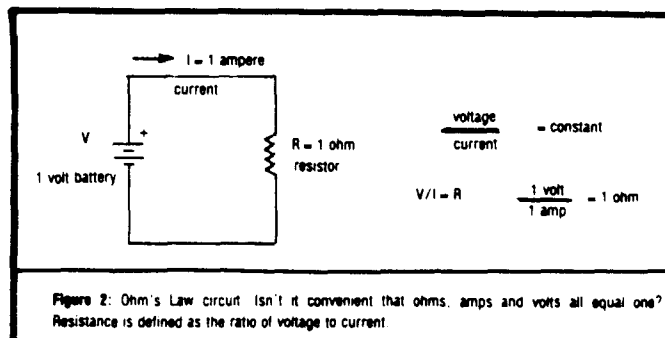 I = 1 ampere
current
V
+
1 volt battery
R = 1 ohm
resistor
voltage
current
= constant
V/I = R
1 volt
1 amp
= 1 ohm
Figure 2: Ohm's Law circuit. Isn't it convenient that ohms, amps and volts all equal one?
Resistance is defined as the ratio of voltage to current.